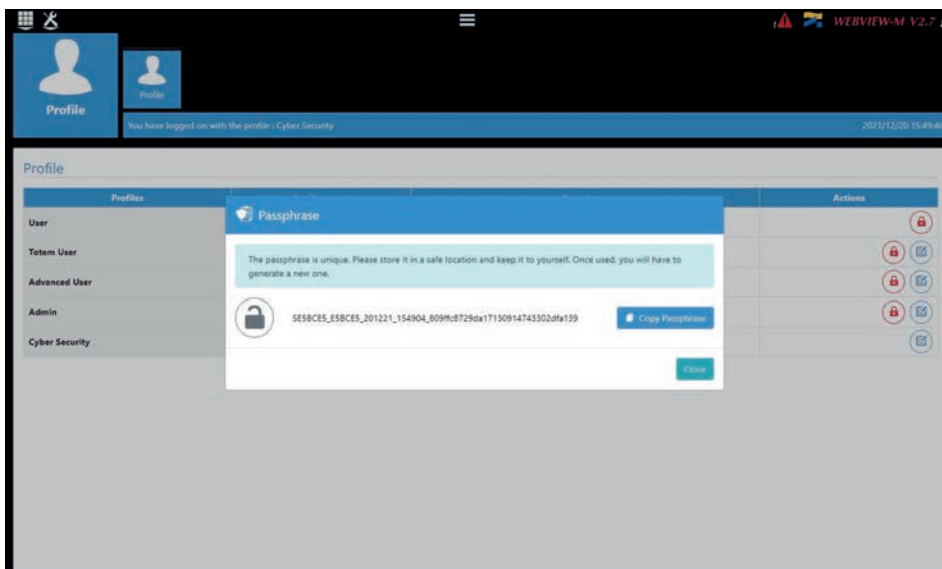 WEBVIEW-M V2.7
Profile
Profile
You have logged on with the profile : Cyber Security
2021/12/20 15:49:4
Profile
Profiles
Actions
Passphrase
User
The passphrase is unique. Please store it in a safe location and keep it to yourself. Once used, you will have to
generate a new one.
Totem User
Advanced User
Admin
SESBCES_ESBCES_201221_154904_809ffc8729da17130914743302dfa139
Copy Passphrase
Cyber Security
Close